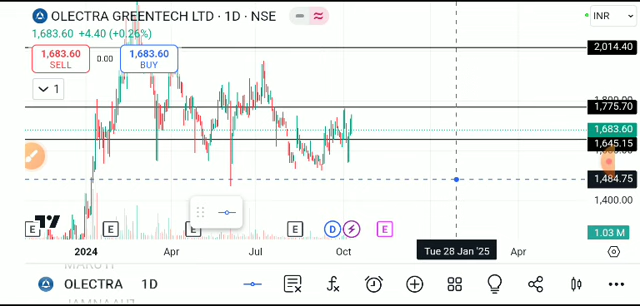 OLECTRA GREENTECH LTD · 1D · NSE
INR
1,683.60 +4.40 (+0.26%)
1,683.60
SELL
0.00
1,683.60
BUY
1
2,014.40
1,775.70
1,683.60
1,645.15
1,484.75
1,400.00
1.03 M
E E E E D E
2024 Apr Jul Oct Tue 28 Jan '25 Apr
OLECTRA 1D